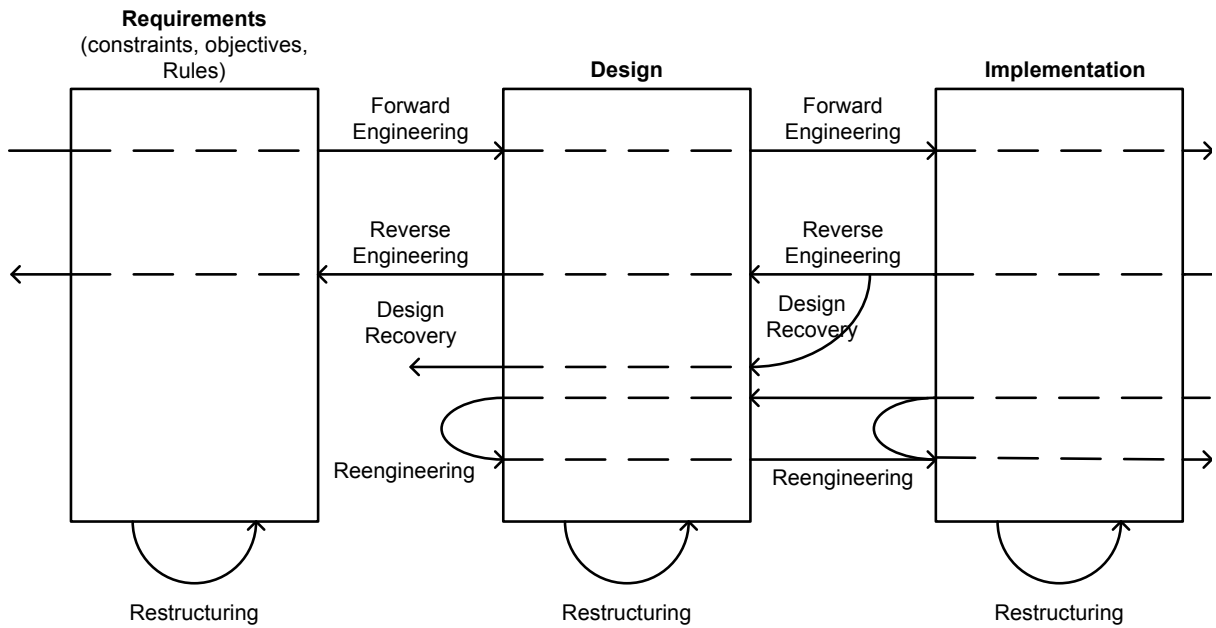 Requirements
(constraints, objectives,
Rules)
Design
Implementation
Forward
Engineering
Forward
Engineering
Reverse
Engineering
Reverse
Engineering
Design
Recovery
Design
Recovery
Reengineering
Reengineering
Restructuring
Restructuring
Restructuring